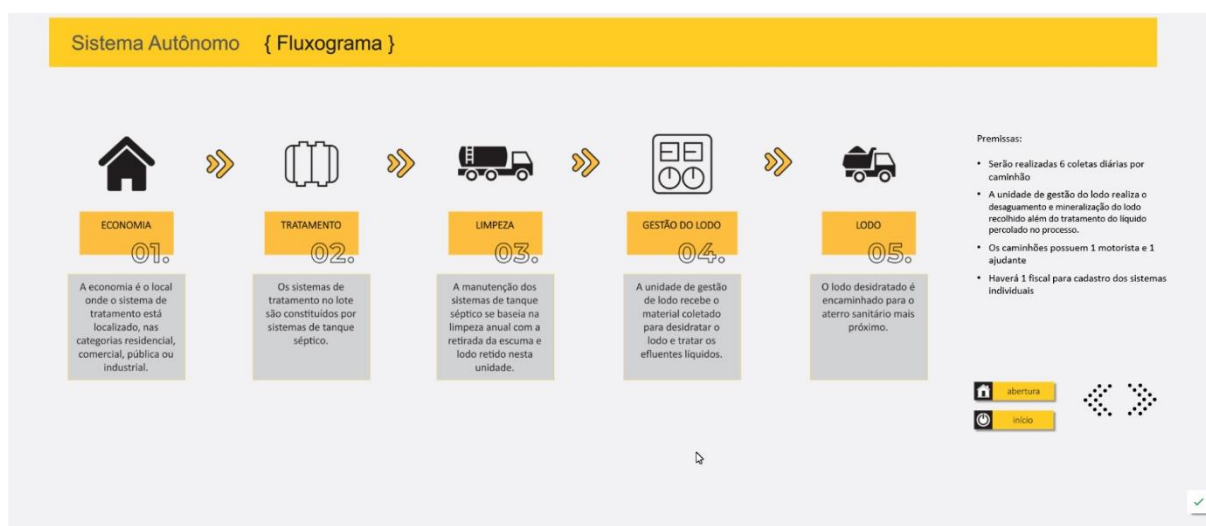 Sistema Autônomo { Fluxograma }
ECONOMIA
01.
A economia é o local
onde o sistema de
tratamento está
localizado, nas
categorias residencial,
comercial, pública ou
industrial.
TRATAMENTO
02.
Os sistemas de
tratamento no lote
são constituídos por
sistemas de tanque
séptico.
LIMPEZA
03.
A manutenção dos
sistemas de tanque
séptico se baseia na
limpeza anual com a
retirada da escuma e
lodo retido nesta
unidade.
GESTÃO DO LODO
04.
A unidade de gestão
de lodo recebe o
material coletado
para desidratar o
lodo e tratar os
efluentes líquidos.
LODO
05.
O lodo desidratado é
encaminhado para o
aterro sanitário mais
próximo.
Premissas:
• Serão realizadas 6 coletas diárias por
caminhão
• A unidade de gestão do lodo realiza o
desaguamento e mineralização do lodo
recolhido além do tratamento do líquido
percolado no processo.
• Os caminhões possuem 1 motorista e 1
ajudante
• Haverá 1 fiscal para cadastro dos sistemas
individuais
abertura
início